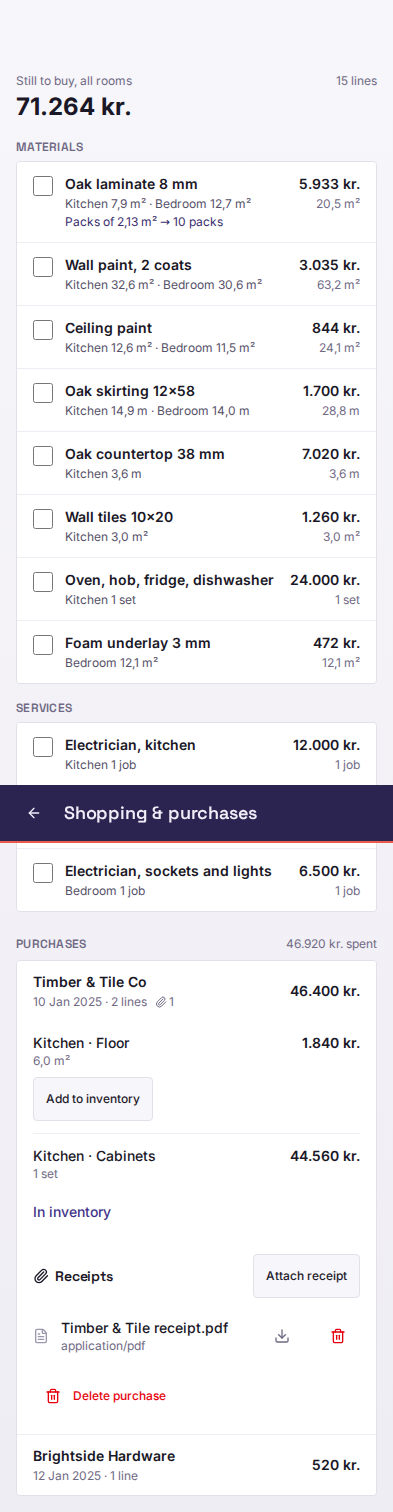 Still to buy, all rooms 15 lines
71.264 kr.
MATERIALS
Oak laminate 8 mm 5.933 kr.
Kitchen 7,9 m² · Bedroom 12,7 m² 20,5 m²
Packs of 2,13 m² → 10 packs
Wall paint, 2 coats 3.035 kr.
Kitchen 32,6 m² · Bedroom 30,6 m² 63,2 m²
Ceiling paint 844 kr.
Kitchen 12,6 m² · Bedroom 11,5 m² 24,1 m²
Oak skirting 12×58 1.700 kr.
Kitchen 14,9 m · Bedroom 14,0 m 28,8 m
Oak countertop 38 mm 7.020 kr.
Kitchen 3,6 m 3,6 m
Wall tiles 10×20 1.260 kr.
Kitchen 3,0 m² 3,0 m²
Oven, hob, fridge, dishwasher 24.000 kr.
Kitchen 1 set 1 set
Foam underlay 3 mm 472 kr.
Bedroom 12,1 m² 12,1 m²
SERVICES
Electrician, kitchen 12.000 kr.
Kitchen 1 job 1 job
Shopping & purchases
Electrician, sockets and lights 6.500 kr.
Bedroom 1 job 1 job
PURCHASES 46.920 kr. spent
Timber & Tile Co 46.400 kr.
10 Jan 2025 · 2 lines 1
Kitchen · Floor 1.840 kr.
6,0 m²
Add to inventory
Kitchen · Cabinets 44.560 kr.
1 set
In inventory
Receipts Attach receipt
Timber & Tile receipt.pdf
application/pdf
Delete purchase
Brightside Hardware 520 kr.
12 Jan 2025 · 1 line